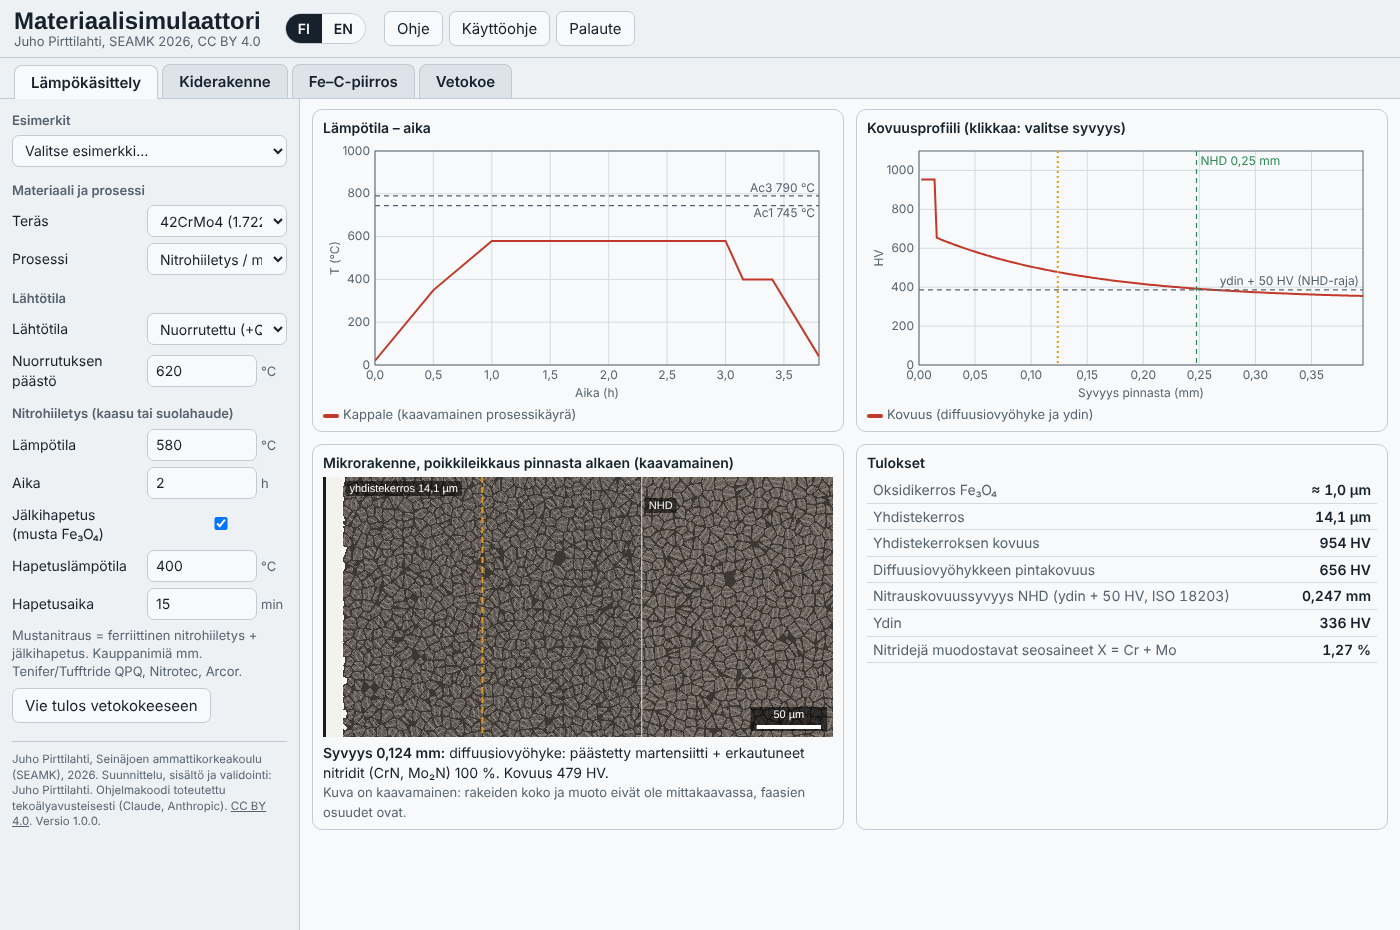 Materiaalisimulaattori
Juho Pirttilahti, SEAMK 2026, CC BY 4.0
FI EN
Ohje
Käyttöohje
Palaute
Lämpökäsittely
Kiderakenne
Fe–C-piirros
Vetokoe
Esimerkit
Valitse esimerkki...
Materiaali ja prosessi
Teräs
42CrMo4 (1.722
Prosessi
Nitrohiiletys / m
Lähtötila
Lähtötila
Nuorrutettu (+Q
Nuorrutuksen
päästö
620 °C
Nitrohiiletys (kaasu tai suolahaude)
Lämpötila
580 °C
Aika
2 h
Jälkihapetus
(musta Fe₃O₄)
Hapetuslämpötila
400 °C
Hapetusaika
15 min
Mustanitraus = ferriittinen nitrohiiletys +
jälkihapetus. Kauppanimiä mm.
Tenifer/Tufftride QPQ, Nitrotec, Arcor.
Vie tulos vetokokeeseen
Juho Pirttilahti, Seinäjoen ammattikorkeakoulu
(SEAMK), 2026. Suunnittelu, sisältö ja validointi:
Juho Pirttilahti. Ohjelmakoodi toteutettu
tekoälyavusteisesti (Claude, Anthropic). CC BY
4.0. Versio 1.0.0.
Lämpötila – aika
1000
800
600
400
200
0
T (°C)
Ac3 790 °C
Ac1 745 °C
0,0 0,5 1,0 1,5 2,0 2,5 3,0 3,5
Aika (h)
Kappale (kaavamainen prosessikäyrä)
Kovuusprofiili (klikkaa: valitse syvyys)
1000
800
600
400
200
0
HV
NHD 0,25 mm
ydin + 50 HV (NHD-raja)
0,00 0,05 0,10 0,15 0,20 0,25 0,30 0,35
Syvyys pinnasta (mm)
Kovuus (diffuusiovyöhyke ja ydin)
Mikrorakenne, poikkileikkaus pinnasta alkaen (kaavamainen)
yhdistekerros 14,1 µm
NHD
50 µm
Syvyys 0,124 mm: diffuusiovyöhyke: päästetty martensiitti + erkautuneet
nitridit (CrN, Mo₂N) 100 %. Kovuus 479 HV.
Kuva on kaavamainen: rakeiden koko ja muoto eivät ole mittakaavassa, faasien
osuudet ovat.
Tulokset
Oksidikerros Fe₃O₄ ≈ 1,0 µm
Yhdistekerros 14,1 µm
Yhdistekerroksen kovuus 954 HV
Diffuusiovyöhykkeen pintakovuus 656 HV
Nitrauskovuussyvyys NHD (ydin + 50 HV, ISO 18203) 0,247 mm
Ydin 336 HV
Nitridejä muodostavat seosaineet X = Cr + Mo 1,27 %